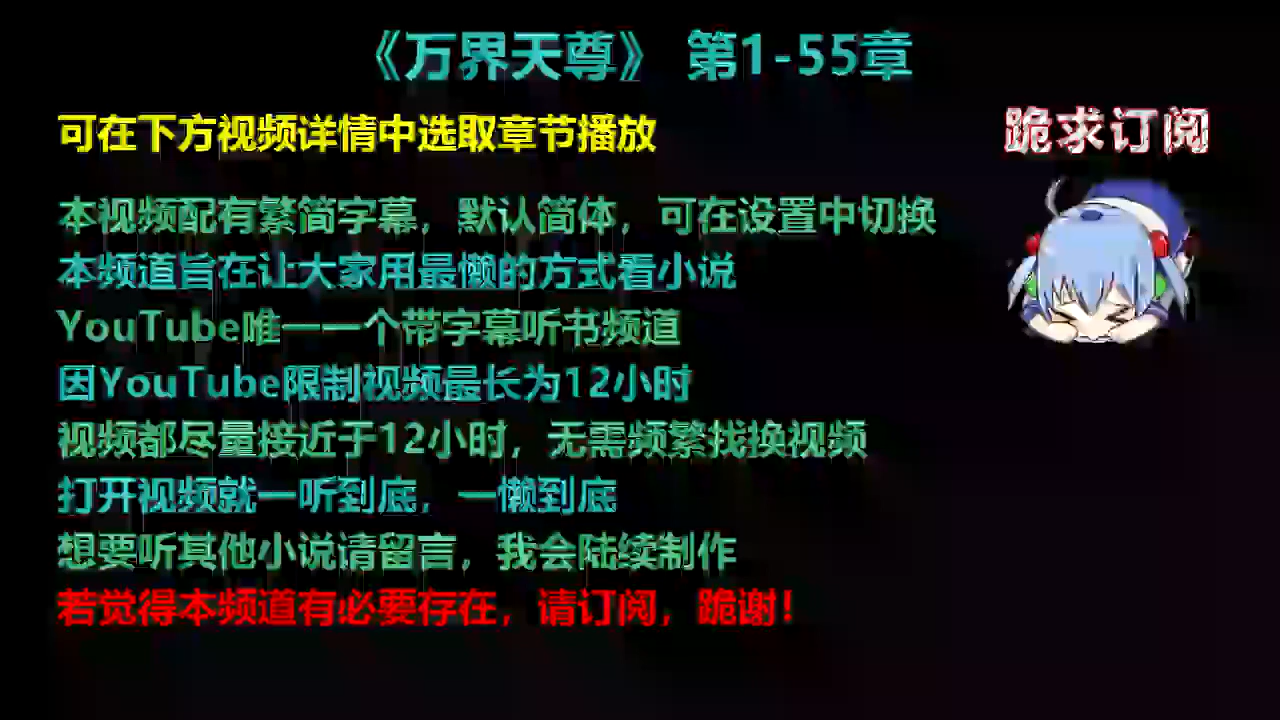 《万界天尊》 第1-55章
可在下方视频详情中选取章节播放
跪求订阅
本视频配有繁简字幕，默认简体，可在设置中切换
本频道旨在让大家用最懒的方式看小说
YouTube唯一一个带字幕听书频道
因YouTube限制视频最长为12小时
视频都尽量接近于12小时，无需频繁找换视频
打开视频就一听到底，一懒到底
想要听其他小说请留言，我会陆续制作
若觉得本频道有必要存在，请订阅，跪谢！